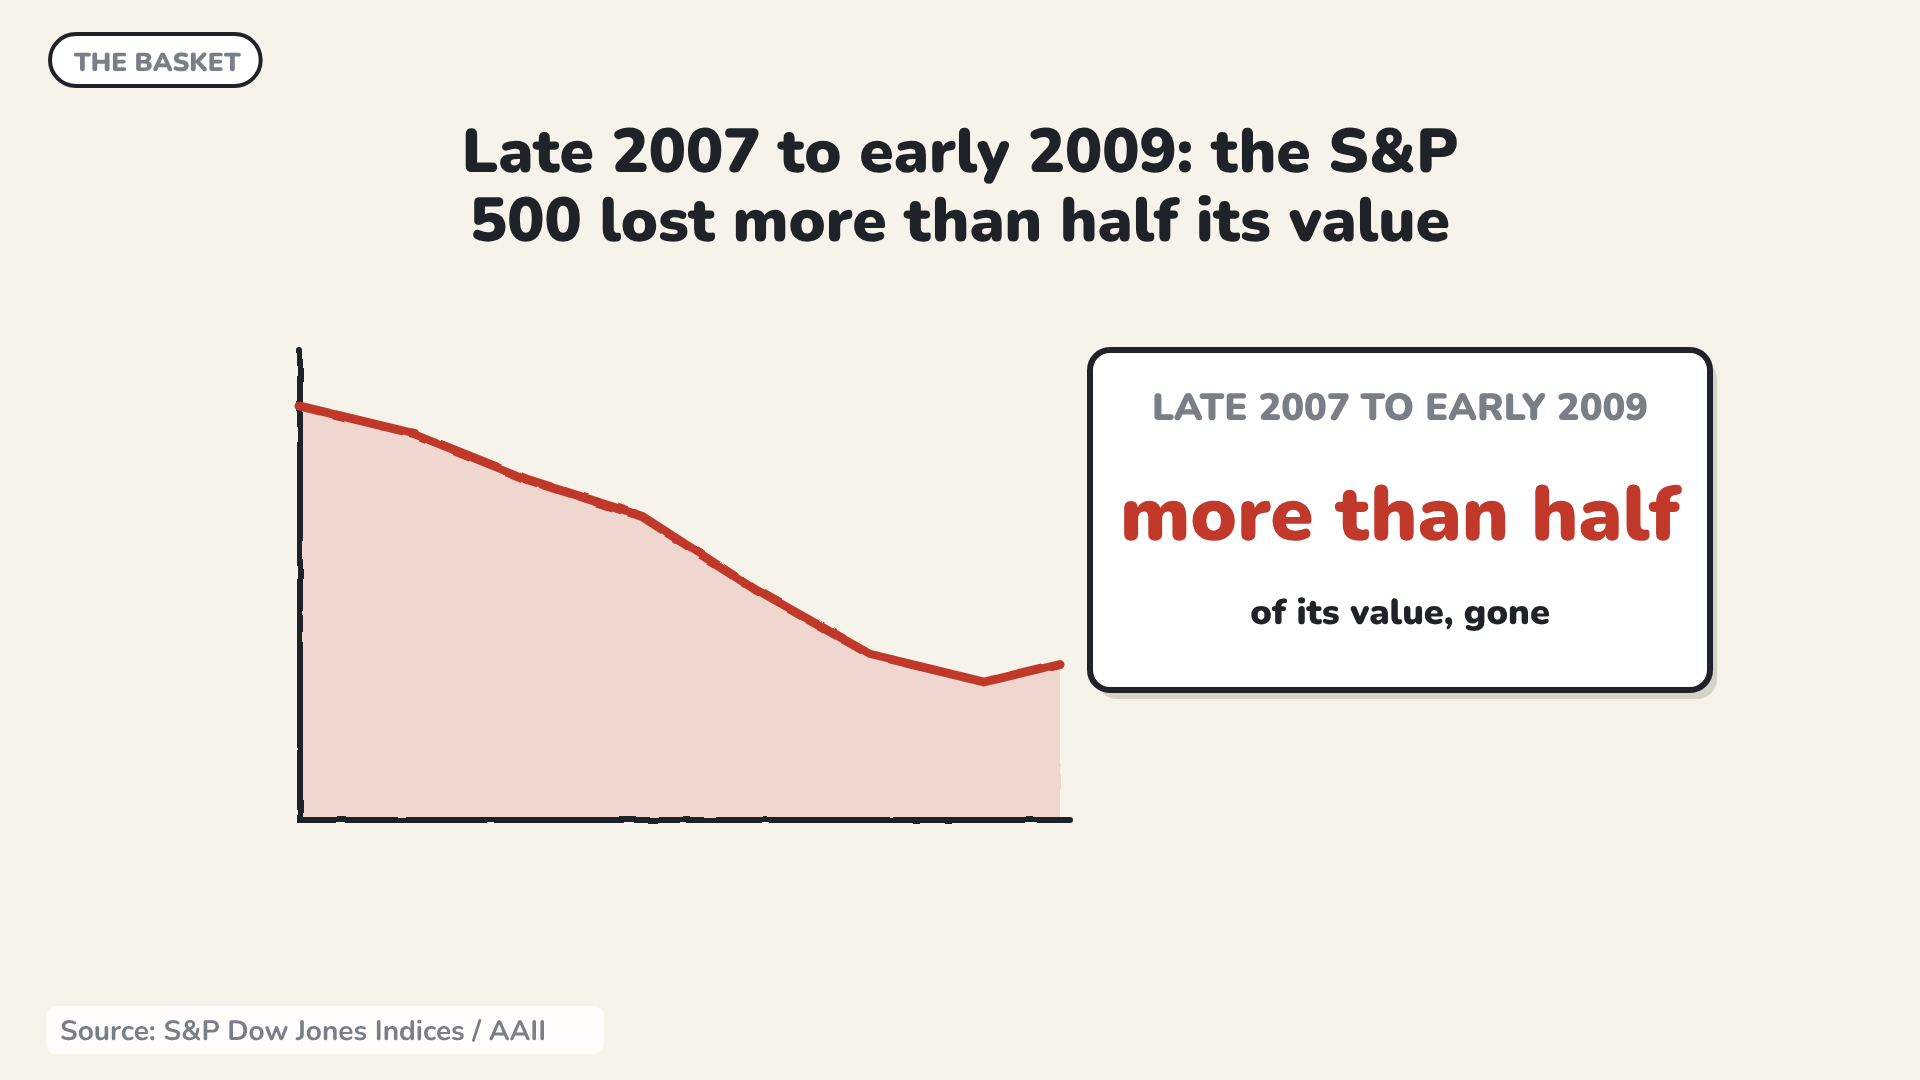 THE BASKET
Late 2007 to early 2009: the S&P
500 lost more than half its value
LATE 2007 TO EARLY 2009
more than half
of its value, gone
Source: S&P Dow Jones Indices / AAII